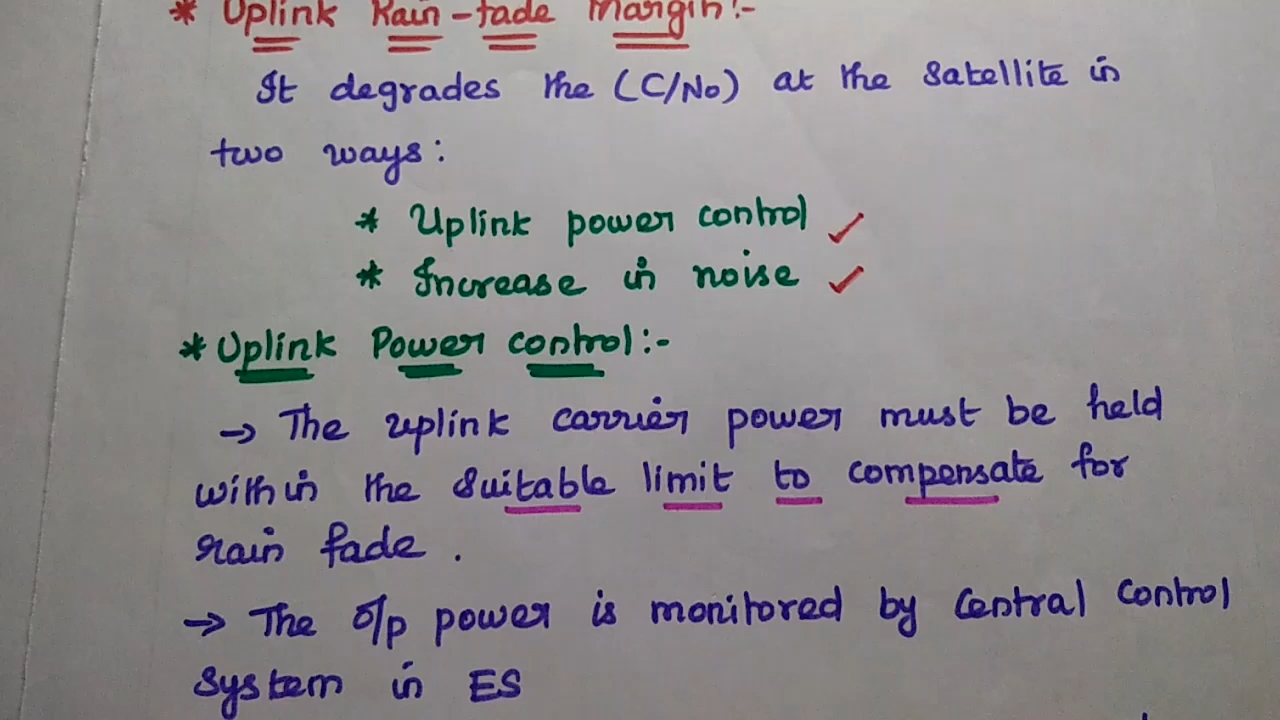 * Uplink Rain-fade Margin:-
It degrades the (C/No) at the satellite in
two ways:
* Uplink power control ✓
* Increase in noise ✓
* Uplink Power control:-
→ The uplink carrier power must be held
within the suitable limit to compensate for
rain fade.
→ The o/p power is monitored by Central Control
system in ES